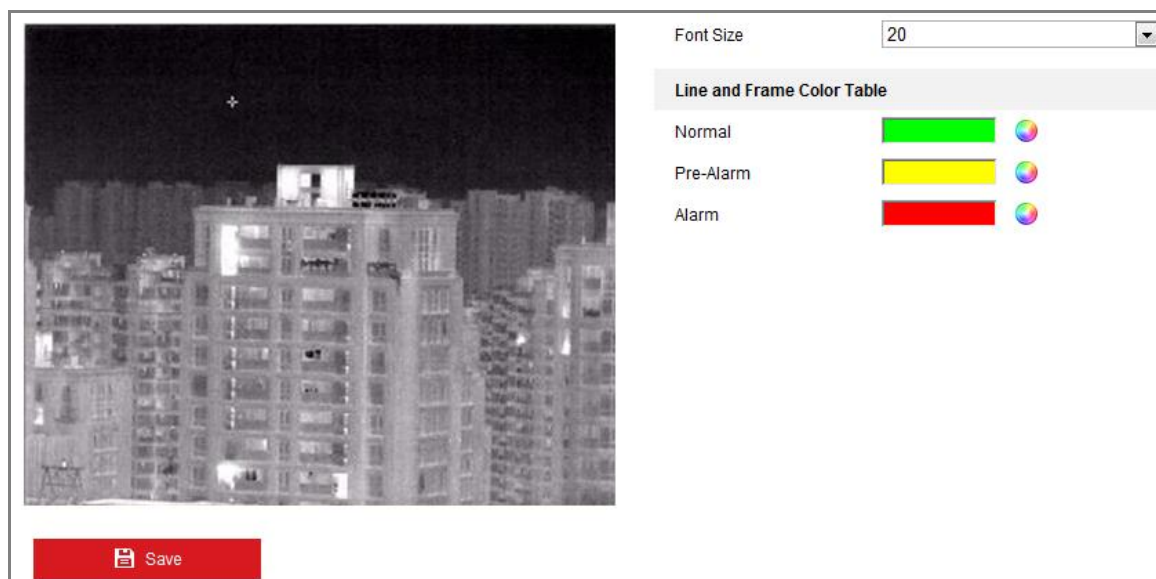 Font Size 20
Line and Frame Color Table
Normal
Pre-Alarm
Alarm
Save